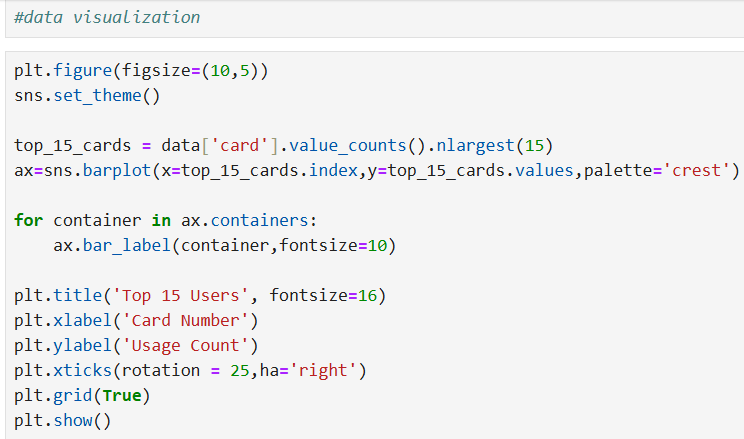 #data visualization
plt.figure(figsize=(10,5))
sns.set_theme()
top_15_cards = data['card'].value_counts().nlargest(15)
ax=sns.barplot(x=top_15_cards.index,y=top_15_cards.values,palette='crest')
for container in ax.containers:
    ax.bar_label(container,fontsize=10)
plt.title('Top 15 Users', fontsize=16)
plt.xlabel('Card Number')
plt.ylabel('Usage Count')
plt.xticks(rotation = 25,ha='right')
plt.grid(True)
plt.show()